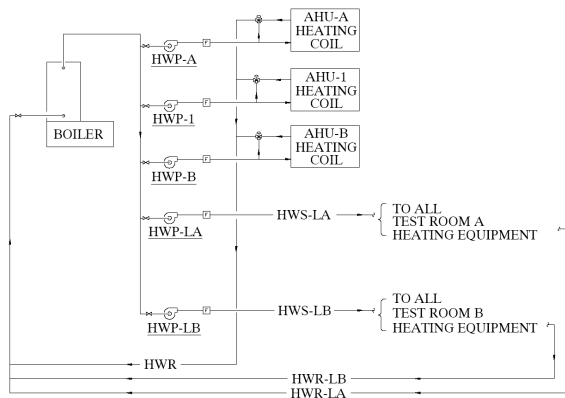 AHU-A
HEATING
COIL
F
HWP-A
AHU-1
HEATING
COIL
F
HWP-1
BOILER
AHU-B
HEATING
COIL
F
HWP-B
F
HWS-LA
TO ALL
TEST ROOM A
HEATING EQUIPMENT
HWP-LA
F
HWS-LB
TO ALL
TEST ROOM B
HEATING EQUIPMENT
HWP-LB
HWR
HWR-LB
HWR-LA